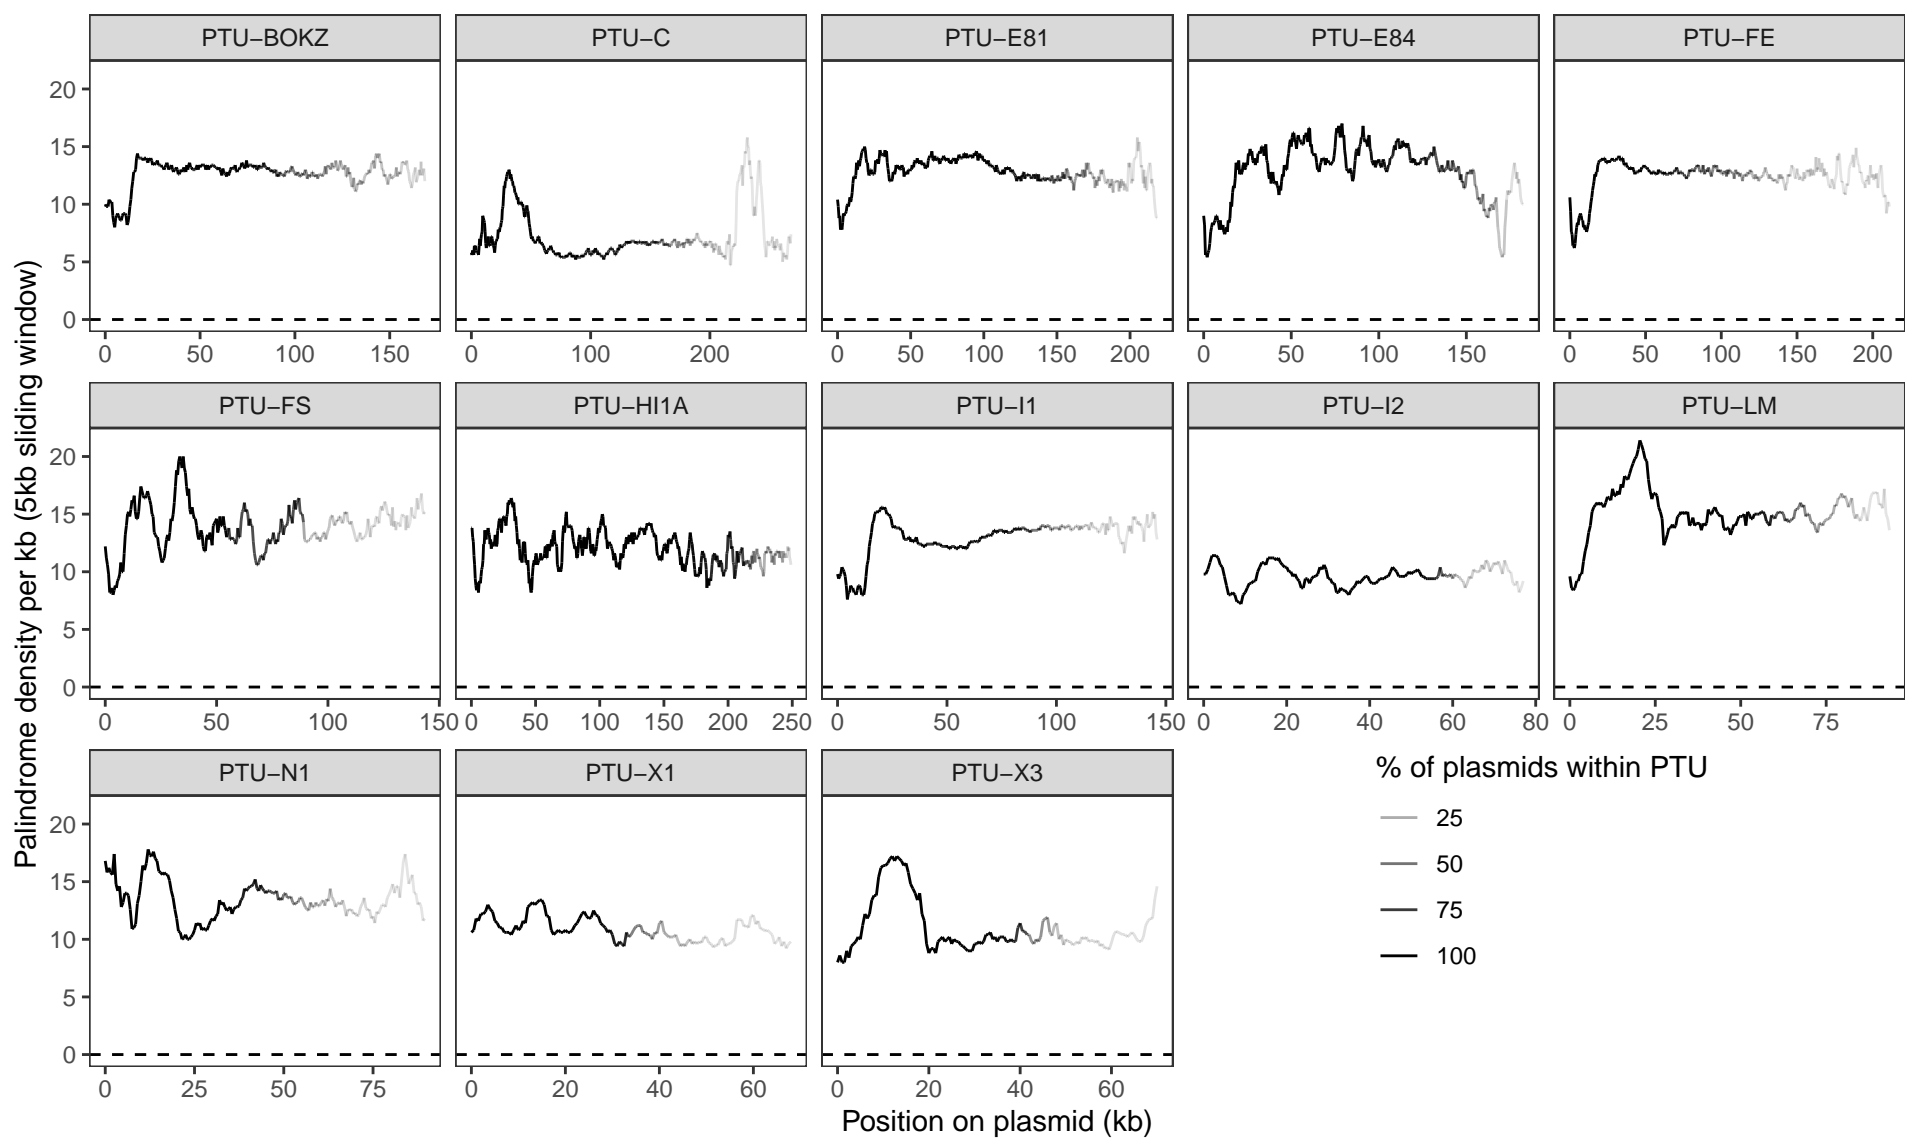 PTU−BOKZ PTU−C PTU−E81 PTU−E84 PTU−FE
20
15
10
5
0
0 50 100 150 0 100 200 0 50 100 150 200 0 50 100 150 0 50 100 150 200
PTU−FS PTU−HI1A PTU−I1 PTU−I2 PTU−LM
20
15
10
5
0
0 50 100 150 0 50 100 150 200 250 0 50 100 150 0 20 40 60 80 0 25 50 75
PTU−N1 PTU−X1 PTU−X3
20
15
10
5
0
0 25 50 75 0 20 40 60 0 20 40 60
Palindrome density per kb (5kb sliding window)
Position on plasmid (kb)
% of plasmids within PTU
25
50
75
100